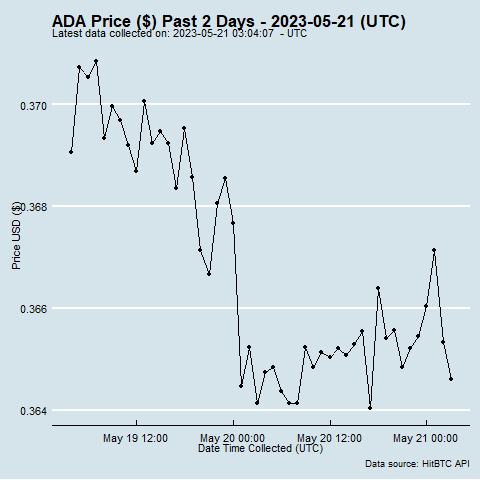 ADA Price ($) Past 2 Days - 2023-05-21 (UTC)
Latest data collected on: 2023-05-21 03:04:07 - UTC
0.370
0.368
Price USD ($)
0.366
0.364
May 19 12:00
May 20 00:00
May 20 12:00
May 21 00:00
Date Time Collected (UTC)
Data source: HitBTC API